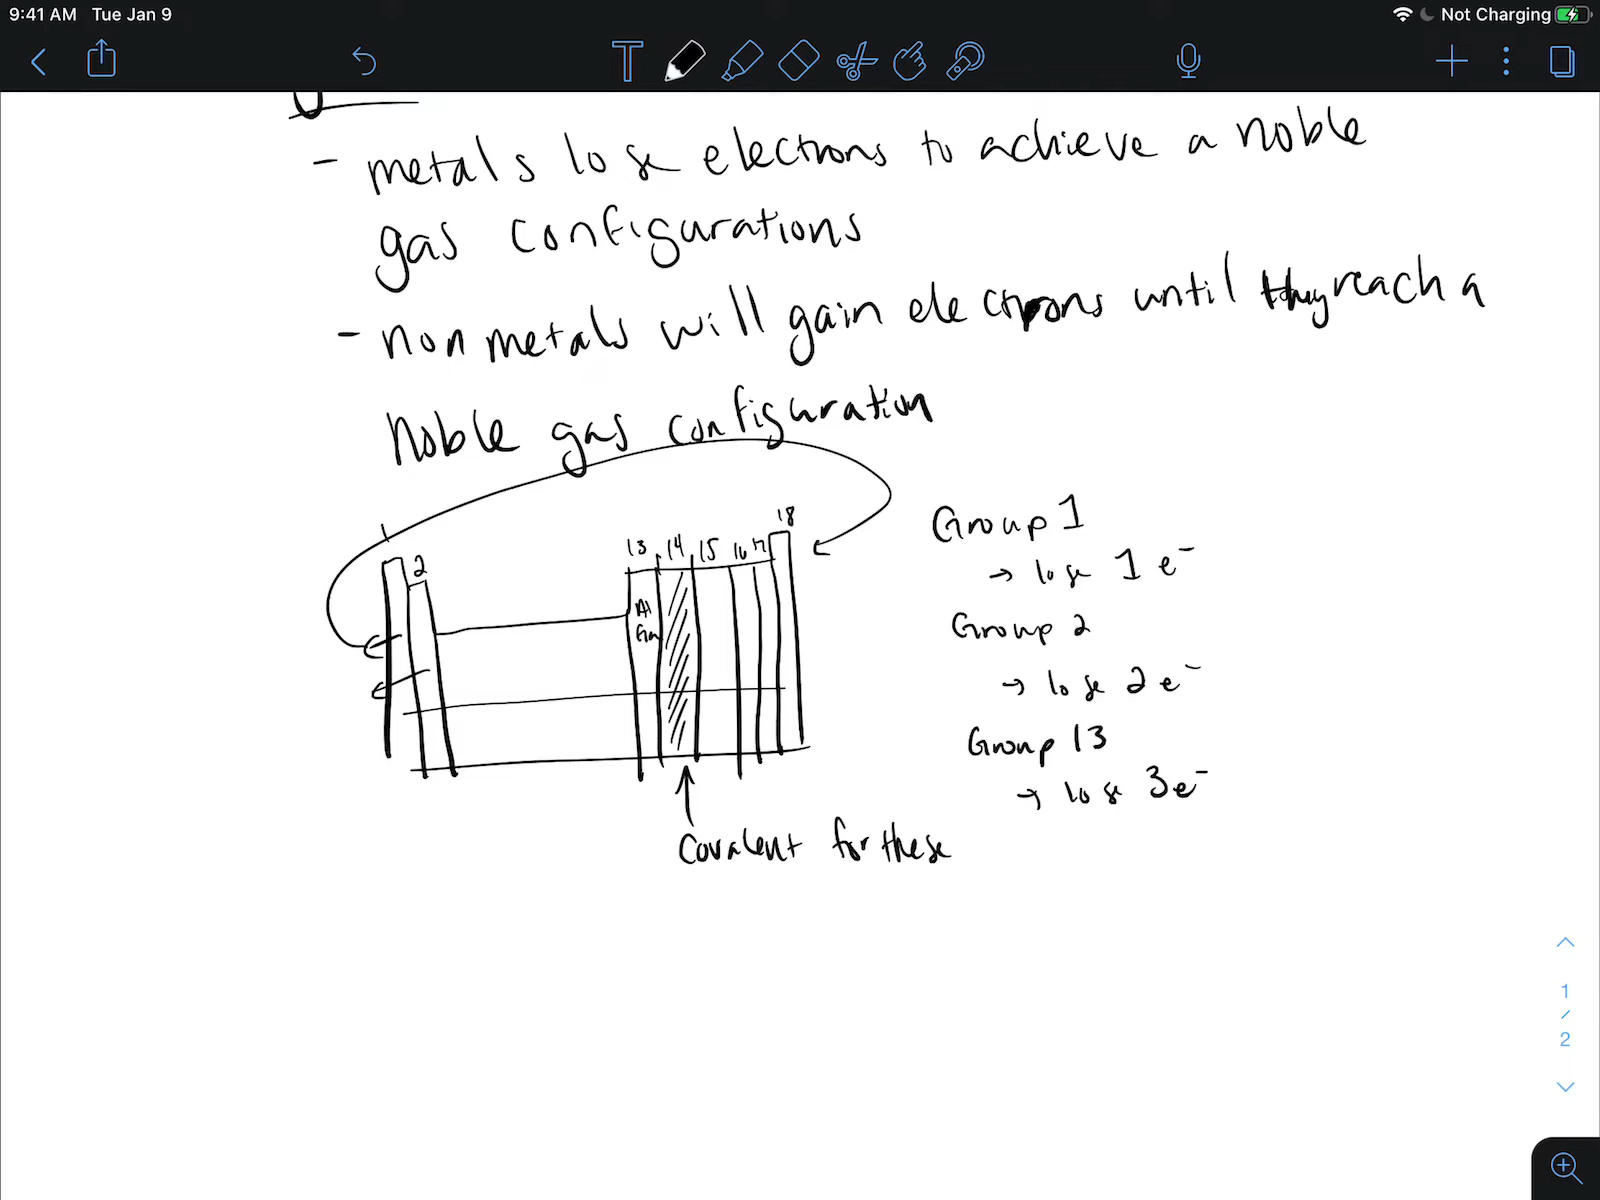 9:41 AM Tue Jan 9
Not Charging
- metals lose electrons to achieve a noble
gas configurations
- non metals will gain electrons until they reach a
Noble gas configuration
1
2
13 14 15 16 17 18
Al
Ga
Covalent for these
Group 1
→ lose 1 e⁻
Group 2
→ lose 2 e⁻
Group 13
→ lose 3 e⁻
1
/
2